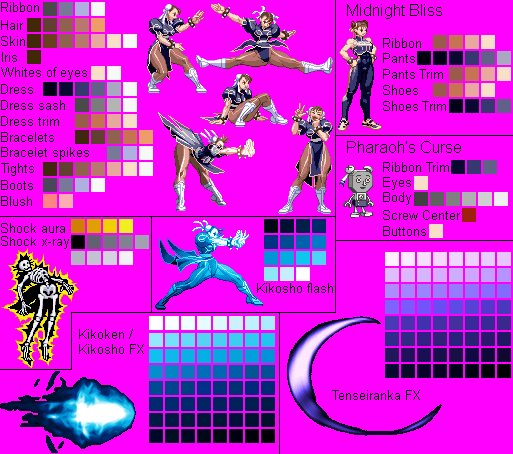 Ribbon
Hair
Skin
Iris
Whites of eyes
Dress
Dress sash
Dress trim
Bracelets
Bracelet spikes
Tights
Boots
Blush
Midnight Bliss
Ribbon
Pants
Pants Trim
Shoes
Shoes Trim
Pharaoh's Curse
Ribbon Trim
Eyes
Body
Screw Center
Buttons
Shock aura
Shock x-ray
Kikosho flash
Kikoken /
Kikosho FX
Tenseiranka FX